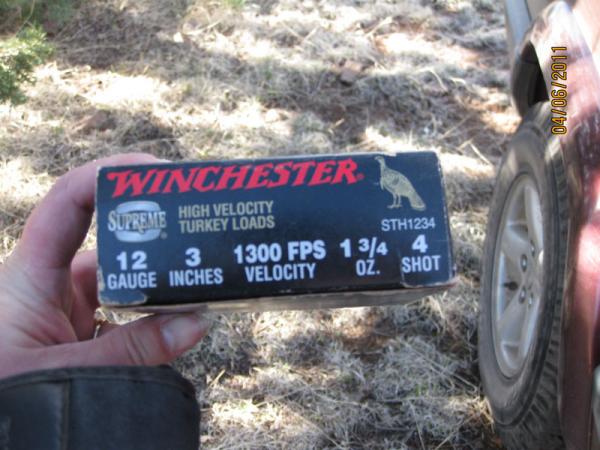 WINCHESTER
SUPREME
HIGH VELOCITY
TURKEY LOADS
STH1234
12 GAUGE
3 INCHES
1300 FPS VELOCITY
1 3/4 OZ.
4 SHOT
04/06/2011